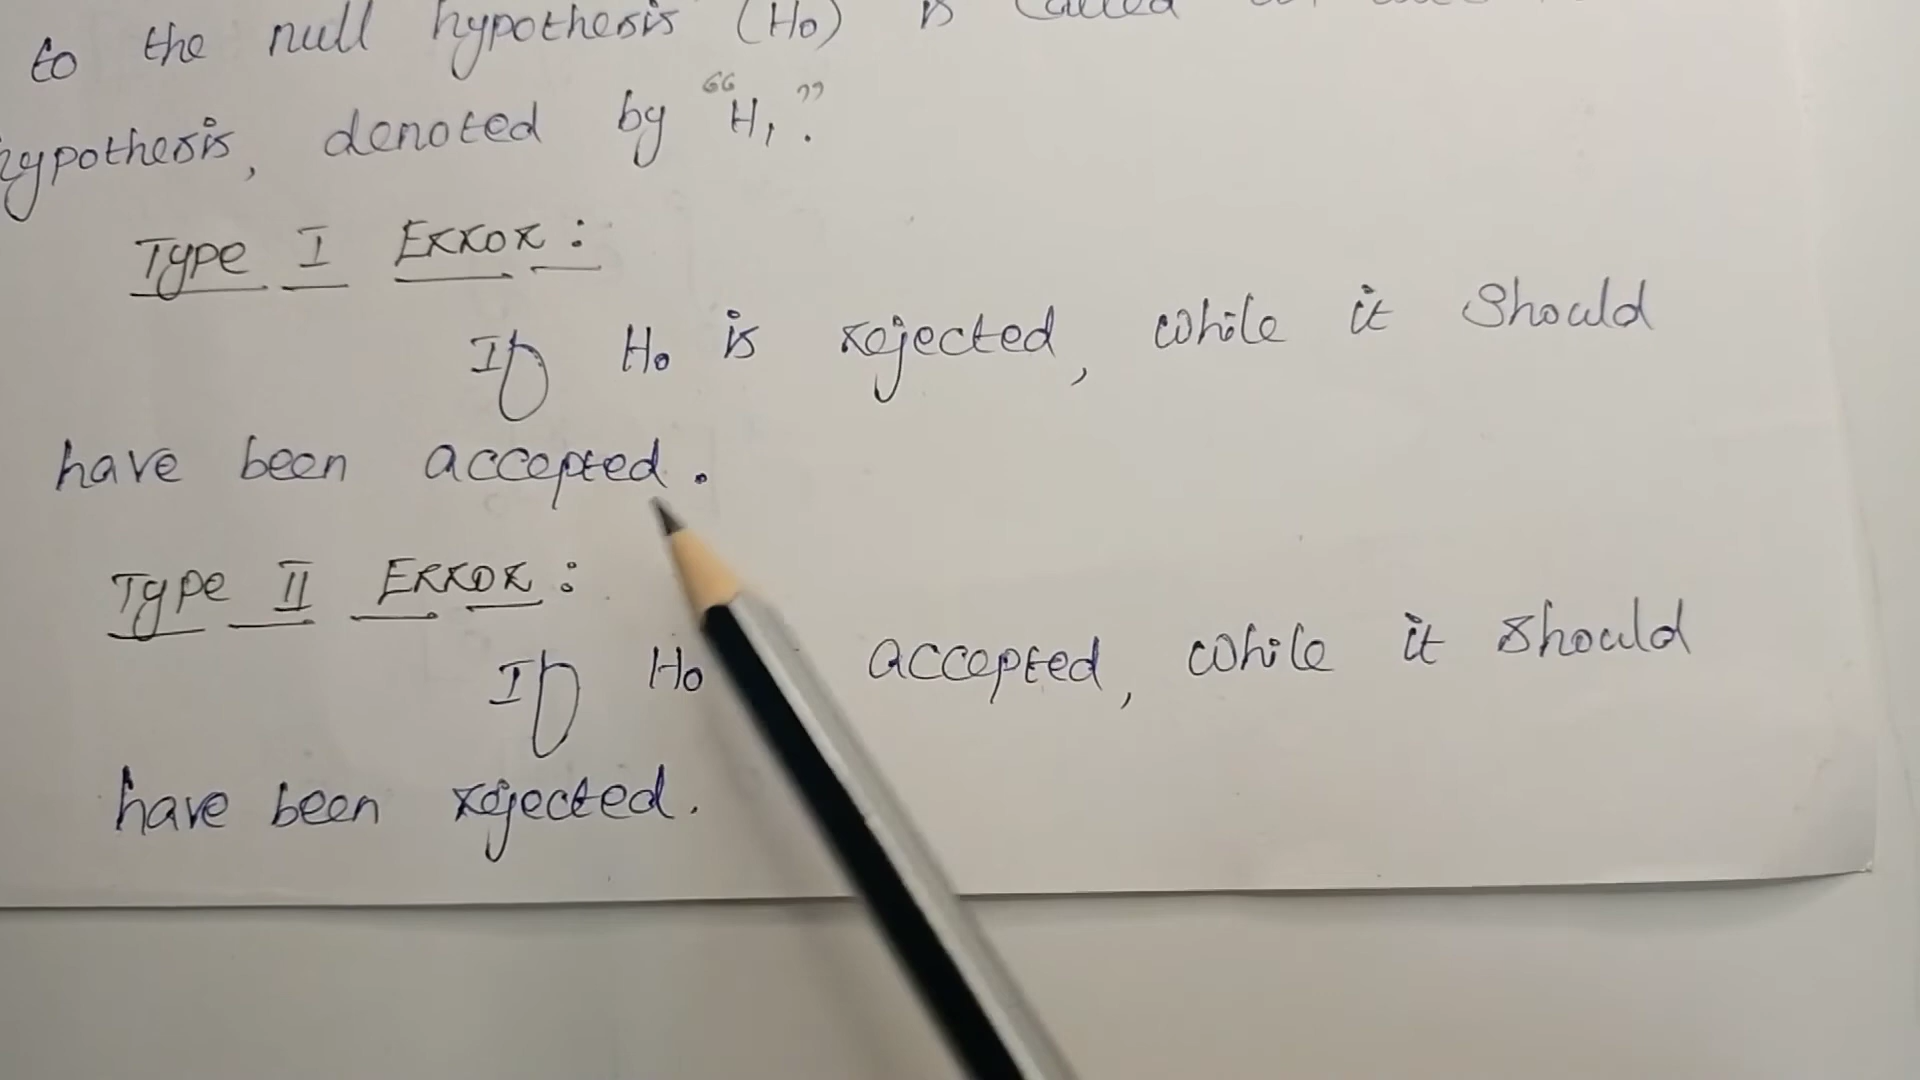 to the null hypothesis (H0) is called
hypothesis, denoted by "H1".
Type I Error:
If H0 is rejected, while it should
have been accepted.
Type II Error:
If H0 accepted, while it should
have been rejected.